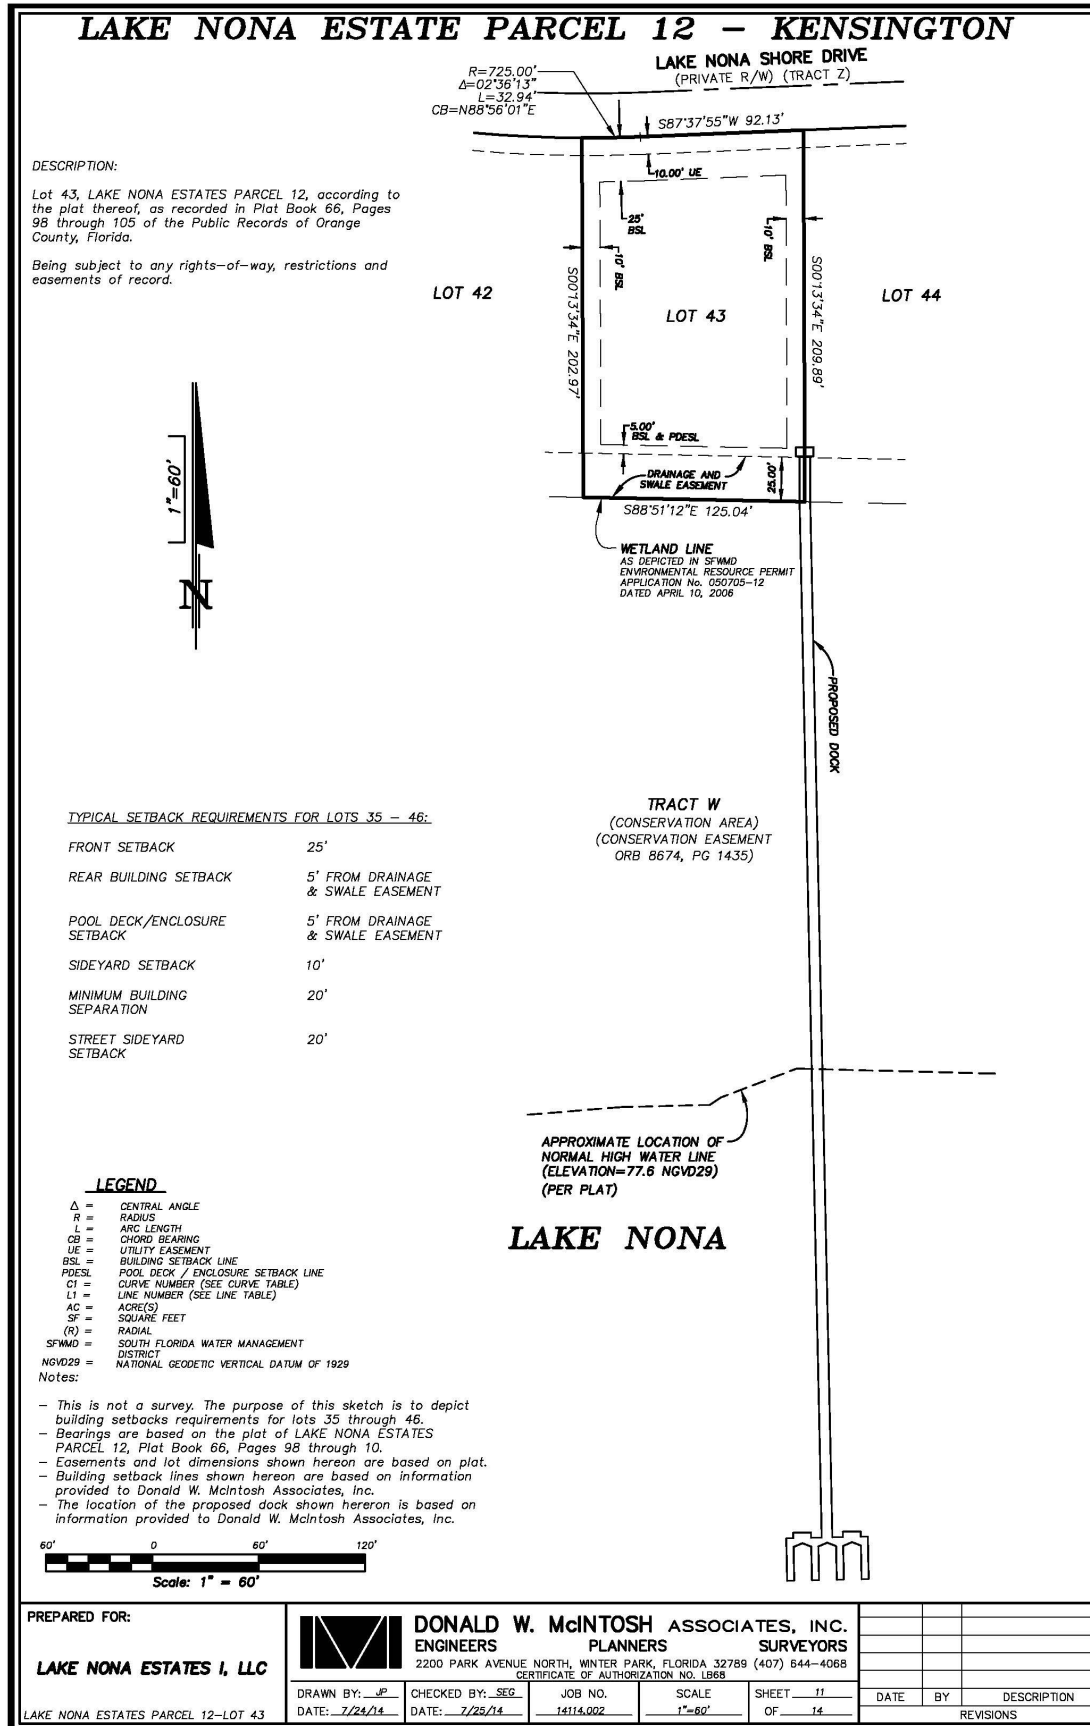 LAKE NONA ESTATE PARCEL 12 – KENSINGTON
LAKE NONA SHORE DRIVE
(PRIVATE R/W) (TRACT Z)
R=725.00'
Δ=02°36'13"
L=32.94'
CB=N88°56'01"E
S87°37'55"W 92.13'
10.00' UE
25'
BSL
10' BSL
10' BSL
DESCRIPTION:
Lot 43, LAKE NONA ESTATES PARCEL 12, according to
the plat thereof, as recorded in Plat Book 66, Pages
98 through 105 of the Public Records of Orange
County, Florida.
Being subject to any rights-of-way, restrictions and
easements of record.
LOT 42
LOT 43
LOT 44
S00°13'34"E 202.97'
S00°13'34"E 209.89'
5.00'
BSL & PDESL
DRAINAGE AND
SWALE EASEMENT
25.00'
S88°51'12"E 125.04'
WETLAND LINE
AS DEPICTED IN SFWMD
ENVIRONMENTAL RESOURCE PERMIT
APPLICATION No. 050705-12
DATED APRIL 10, 2006
1"=60'
N
PROPOSED DOCK
TRACT W
(CONSERVATION AREA)
(CONSERVATION EASEMENT
ORB 8674, PG 1435)
TYPICAL SETBACK REQUIREMENTS FOR LOTS 35 – 46:
FRONT SETBACK 25'
REAR BUILDING SETBACK 5' FROM DRAINAGE
& SWALE EASEMENT
POOL DECK/ENCLOSURE 5' FROM DRAINAGE
SETBACK & SWALE EASEMENT
SIDEYARD SETBACK 10'
MINIMUM BUILDING 20'
SEPARATION
STREET SIDEYARD 20'
SETBACK
APPROXIMATE LOCATION OF
NORMAL HIGH WATER LINE
(ELEVATION=77.6 NGVD29)
(PER PLAT)
LAKE NONA
LEGEND
Δ = CENTRAL ANGLE
R = RADIUS
L = ARC LENGTH
CB = CHORD BEARING
UE = UTILITY EASEMENT
BSL = BUILDING SETBACK LINE
PDESL POOL DECK / ENCLOSURE SETBACK LINE
C1 = CURVE NUMBER (SEE CURVE TABLE)
L1 = LINE NUMBER (SEE LINE TABLE)
AC = ACRE(S)
SF = SQUARE FEET
(R) = RADIAL
SFWMD = SOUTH FLORIDA WATER MANAGEMENT
DISTRICT
NGVD29 = NATIONAL GEODETIC VERTICAL DATUM OF 1929
Notes:
– This is not a survey. The purpose of this sketch is to depict
building setbacks requirements for lots 35 through 46.
– Bearings are based on the plat of LAKE NONA ESTATES
PARCEL 12, Plat Book 66, Pages 98 through 10.
– Easements and lot dimensions shown hereon are based on plat.
– Building setback lines shown hereon are based on information
provided to Donald W. McIntosh Associates, Inc.
– The location of the proposed dock shown hereron is based on
information provided to Donald W. McIntosh Associates, Inc.
60' 0 60' 120'
Scale: 1" = 60'
PREPARED FOR:
LAKE NONA ESTATES I, LLC
LAKE NONA ESTATES PARCEL 12-LOT 43
DONALD W. McINTOSH ASSOCIATES, INC.
ENGINEERS PLANNERS SURVEYORS
2200 PARK AVENUE NORTH, WINTER PARK, FLORIDA 32789 (407) 644-4068
CERTIFICATE OF AUTHORIZATION NO. LB68
DRAWN BY: JP
DATE: 7/24/14
CHECKED BY: SEG
DATE: 7/25/14
JOB NO.
14114.002
SCALE
1"=60'
SHEET 11
OF 14
DATE BY DESCRIPTION
REVISIONS